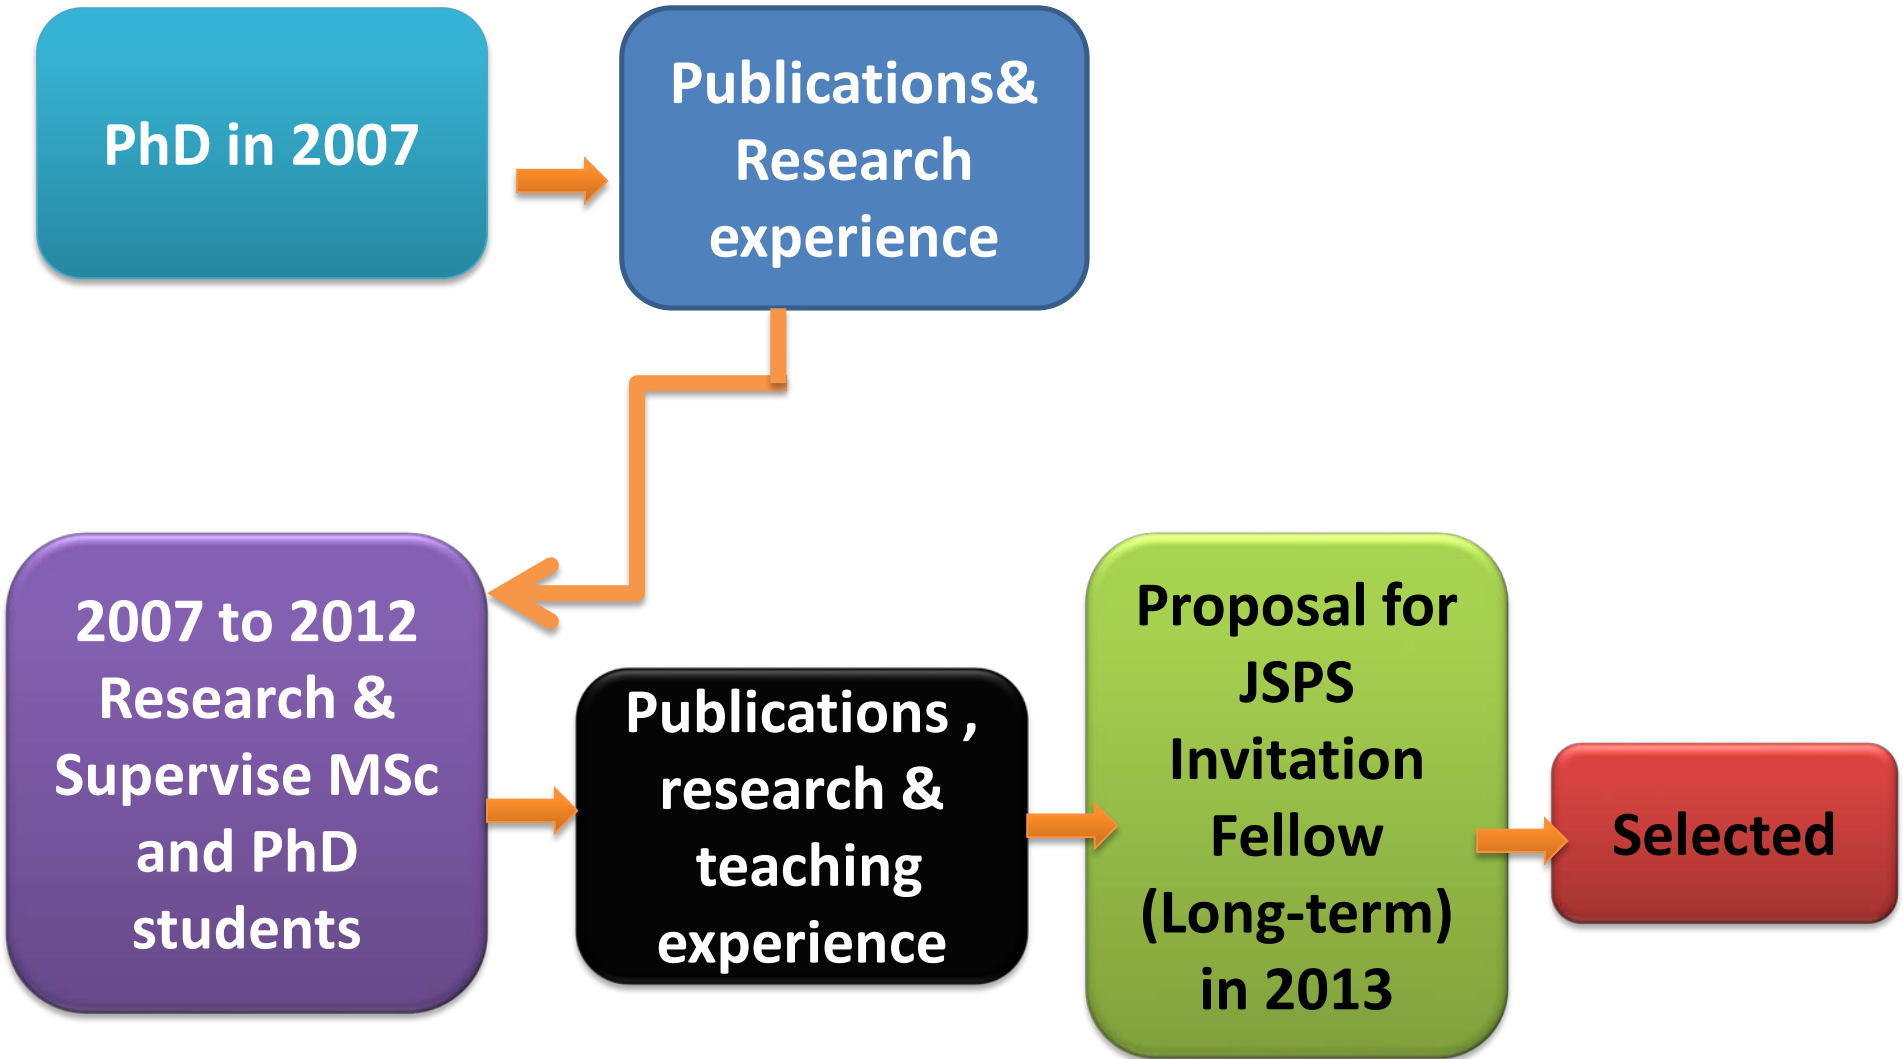 PhD in 2007
Publications&
Research
experience
2007 to 2012
Research &
Supervise MSc
and PhD
students
Publications ,
research &
teaching
experience
Proposal for
JSPS
Invitation
Fellow
(Long-term)
in 2013
Selected